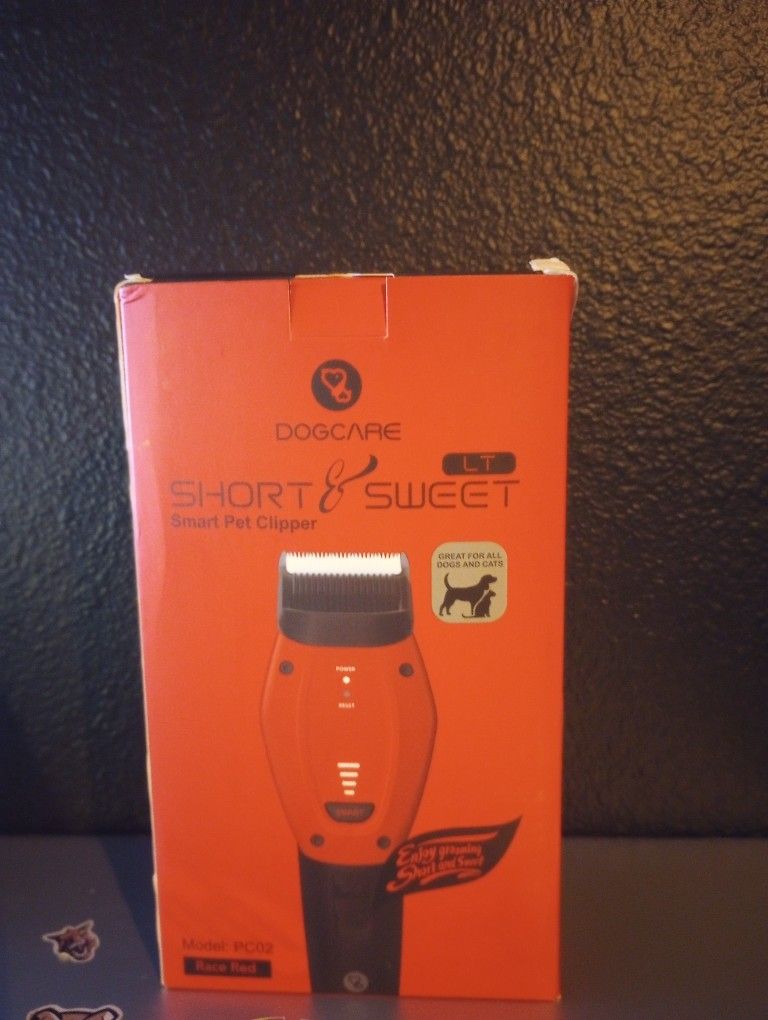 DOGCARE
LT
SHORT & SWEET
Smart Pet Clipper
GREAT FOR ALL
DOGS AND CATS
POWER
RESET
SMART
Enjoy grooming
Short and Sweet
Model: PC02
Race Red